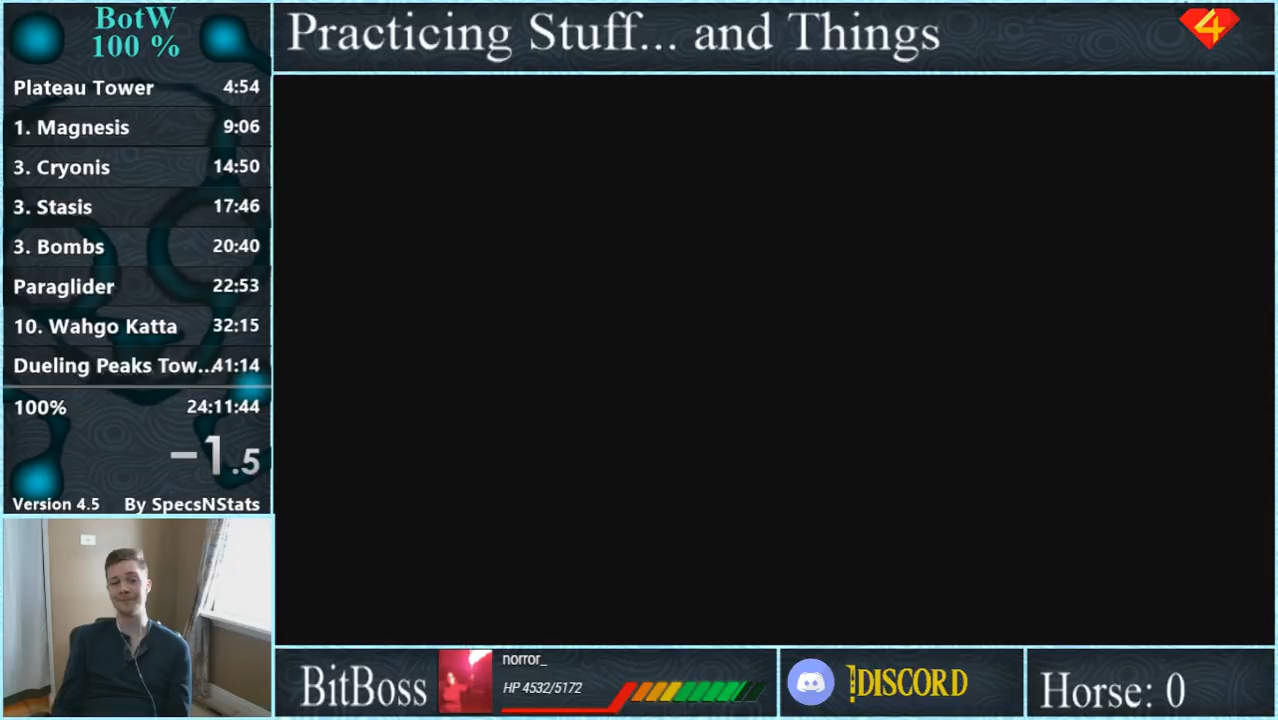 BotW
100 %
Plateau Tower 4:54
1. Magnesis 9:06
3. Cryonis 14:50
3. Stasis 17:46
3. Bombs 20:40
Paraglider 22:53
10. Wahgo Katta 32:15
Dueling Peaks Tow...41:14
100% 24:11:44
−1.5
Version 4.5 By SpecsNStats
Practicing Stuff... and Things
4
BitBoss
norror_
HP 4532/5172
!DISCORD
Horse: 0